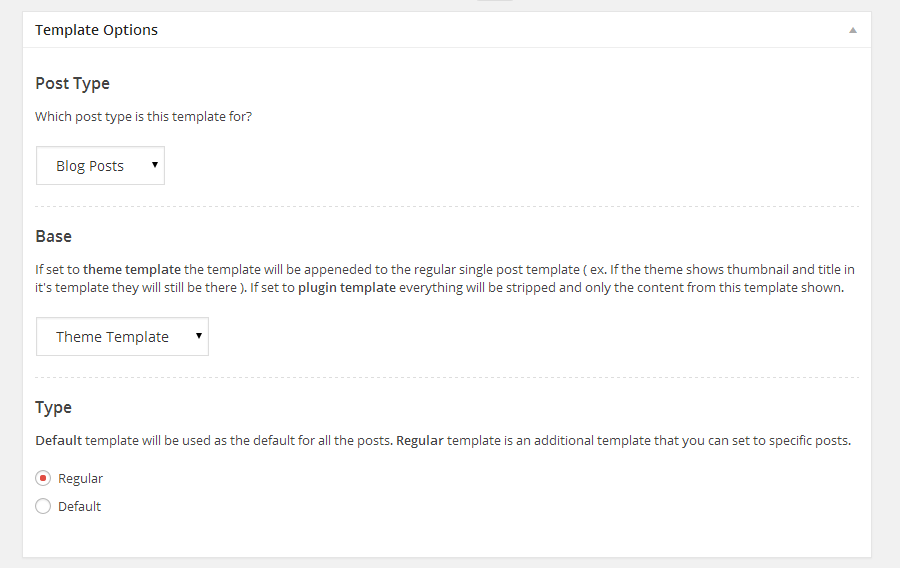 Template Options
Post Type
Which post type is this template for?
Blog Posts
Base
If set to theme template the template will be appeneded to the regular single post template ( ex. If the theme shows thumbnail and title in
it's template they will still be there ). If set to plugin template everything will be stripped and only the content from this template shown.
Theme Template
Type
Default template will be used as the default for all the posts. Regular template is an additional template that you can set to specific posts.
Regular
Default